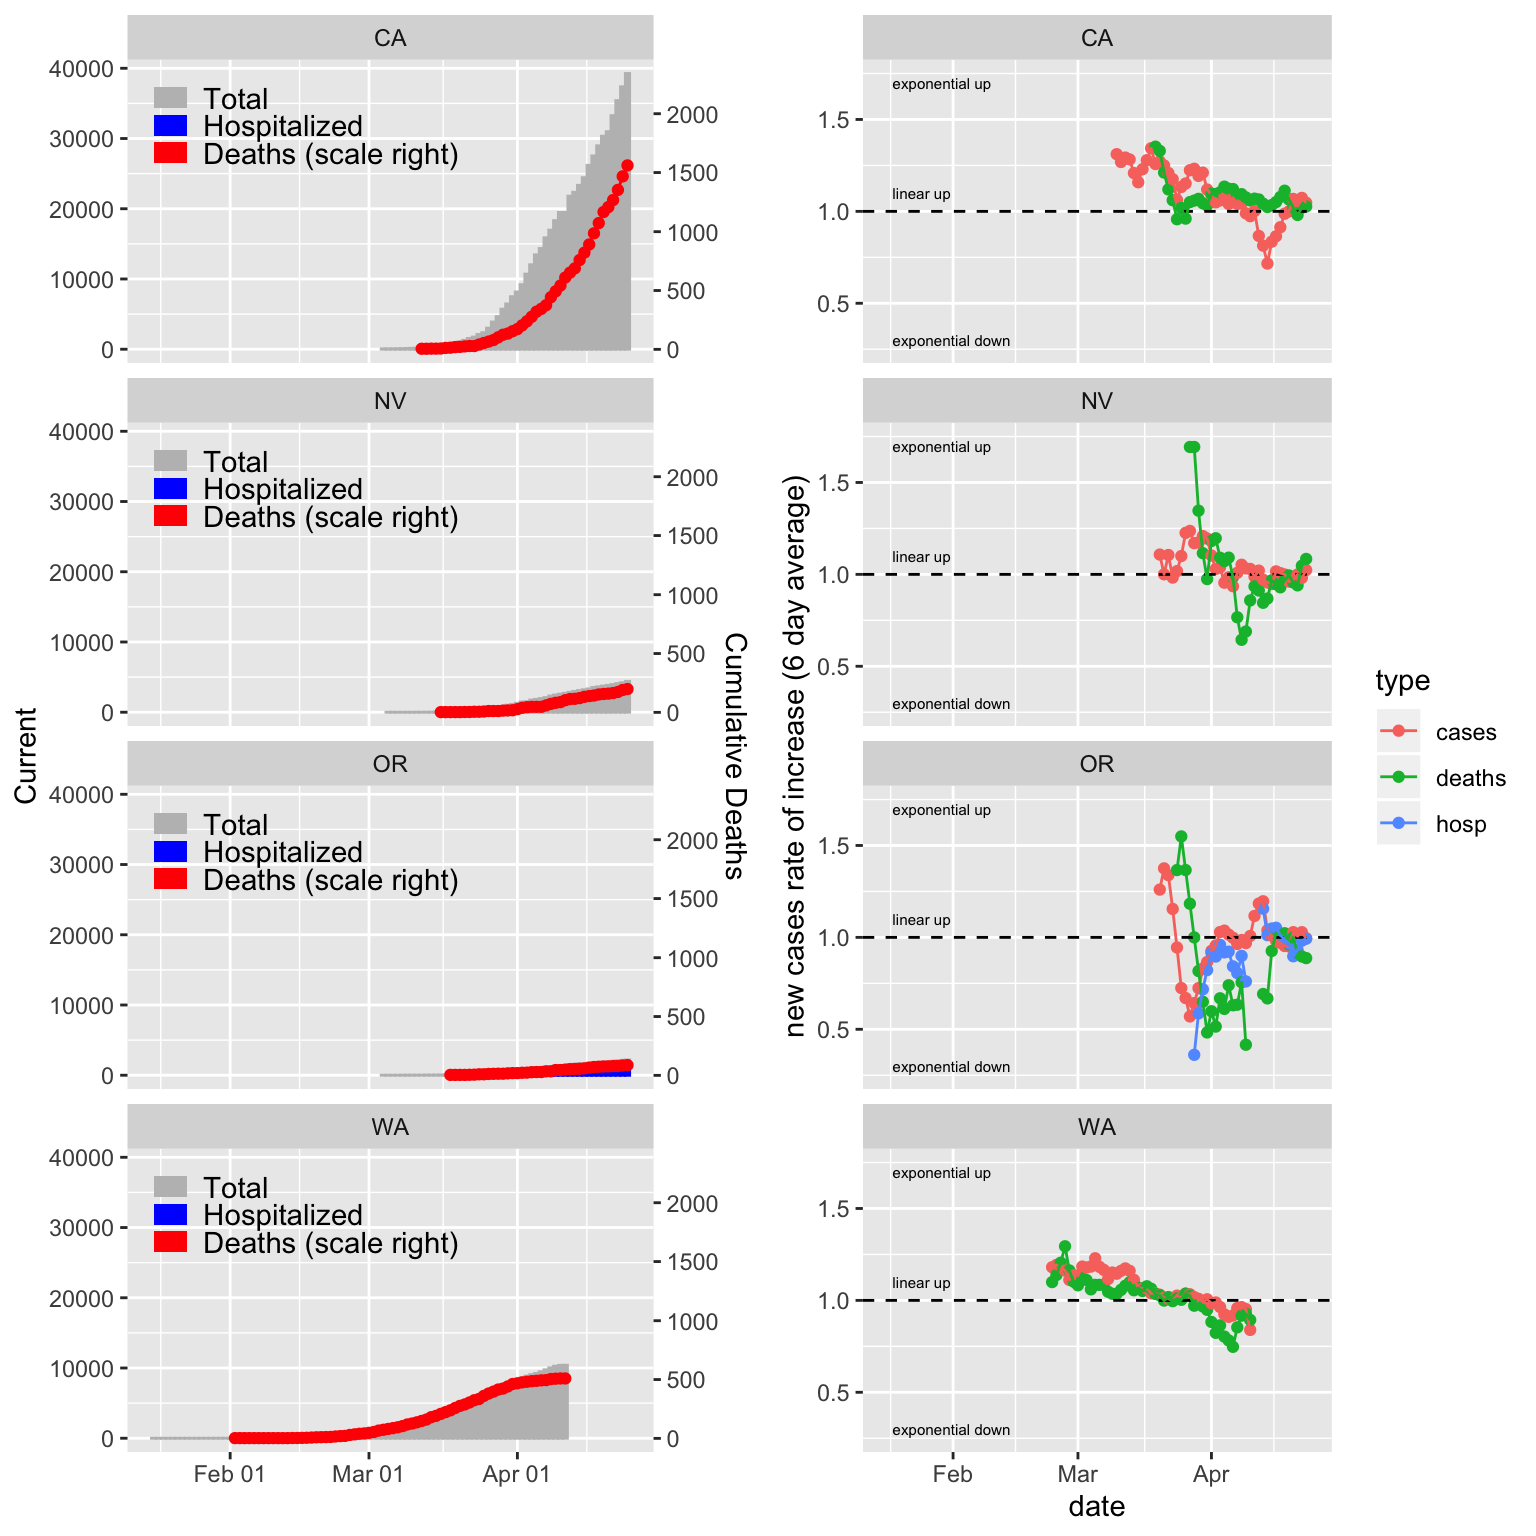 CA
40000
30000
20000
10000
0
Total
Hospitalized
Deaths (scale right)
2000
1500
1000
500
0
NV
40000
30000
20000
10000
0
Total
Hospitalized
Deaths (scale right)
2000
1500
1000
500
0
OR
40000
30000
20000
10000
0
Total
Hospitalized
Deaths (scale right)
2000
1500
1000
500
0
WA
40000
30000
20000
10000
0
Total
Hospitalized
Deaths (scale right)
2000
1500
1000
500
0
Feb 01
Mar 01
Apr 01
Current
Cumulative Deaths
CA
1.5
1.0
0.5
exponential up
linear up
exponential down
NV
1.5
1.0
0.5
exponential up
linear up
exponential down
OR
1.5
1.0
0.5
exponential up
linear up
exponential down
WA
1.5
1.0
0.5
exponential up
linear up
exponential down
Feb
Mar
Apr
date
new cases rate of increase (6 day average)
type
cases
deaths
hosp